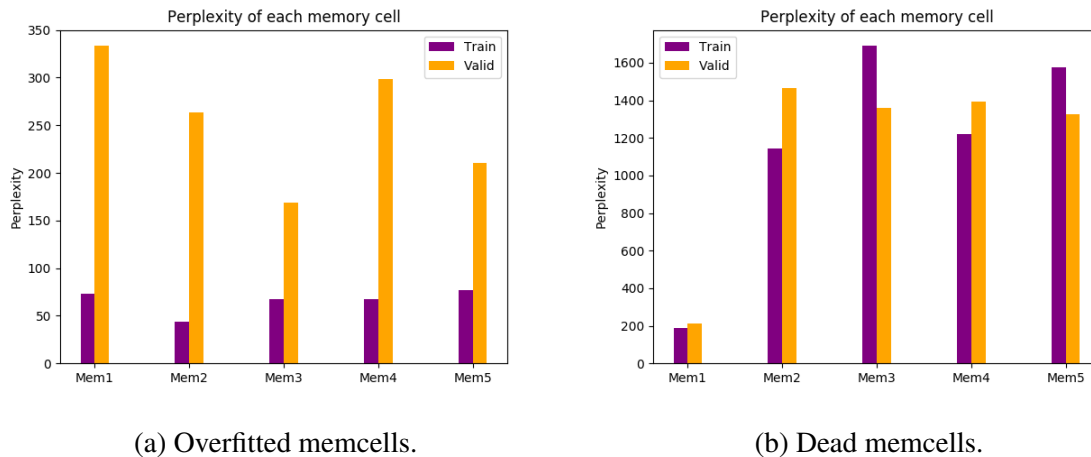 Perplexity of each memory cell
350
300
250
200
150
100
50
0
Perplexity
Train
Valid
Mem1 Mem2 Mem3 Mem4 Mem5
(a) Overfitted memcells.
Perplexity of each memory cell
1600
1400
1200
1000
800
600
400
200
0
Perplexity
Train
Valid
Mem1 Mem2 Mem3 Mem4 Mem5
(b) Dead memcells.